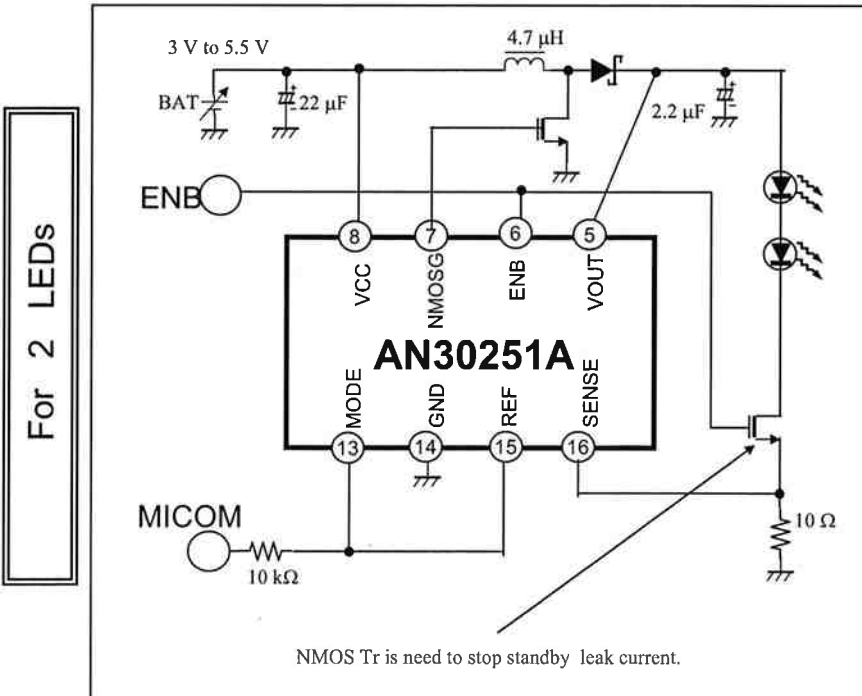 For 2 LEDs
3 V to 5.5 V
4.7 µH
BAT
22 µF
2.2 µF
ENB
8
7
6
5
VCC
NMOSG
ENB
VOUT
AN30251A
MODE
GND
REF
SENSE
13
14
15
16
MICOM
10 kΩ
10 Ω
NMOS Tr is need to stop standby leak current.